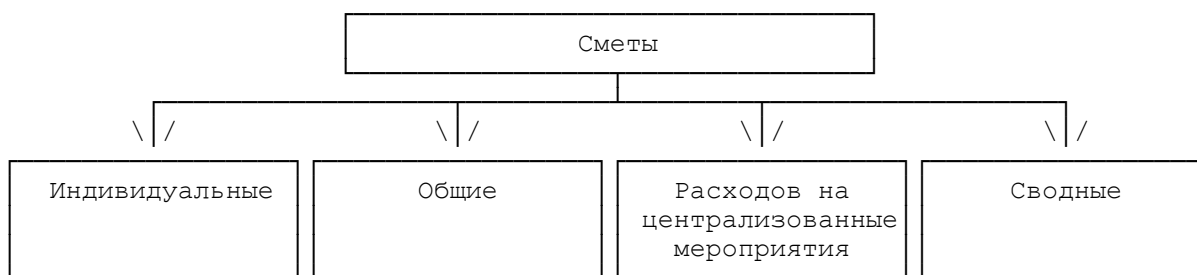 Сметы
Индивидуальные
Общие
Расходов на
централизованные
мероприятия
Сводные